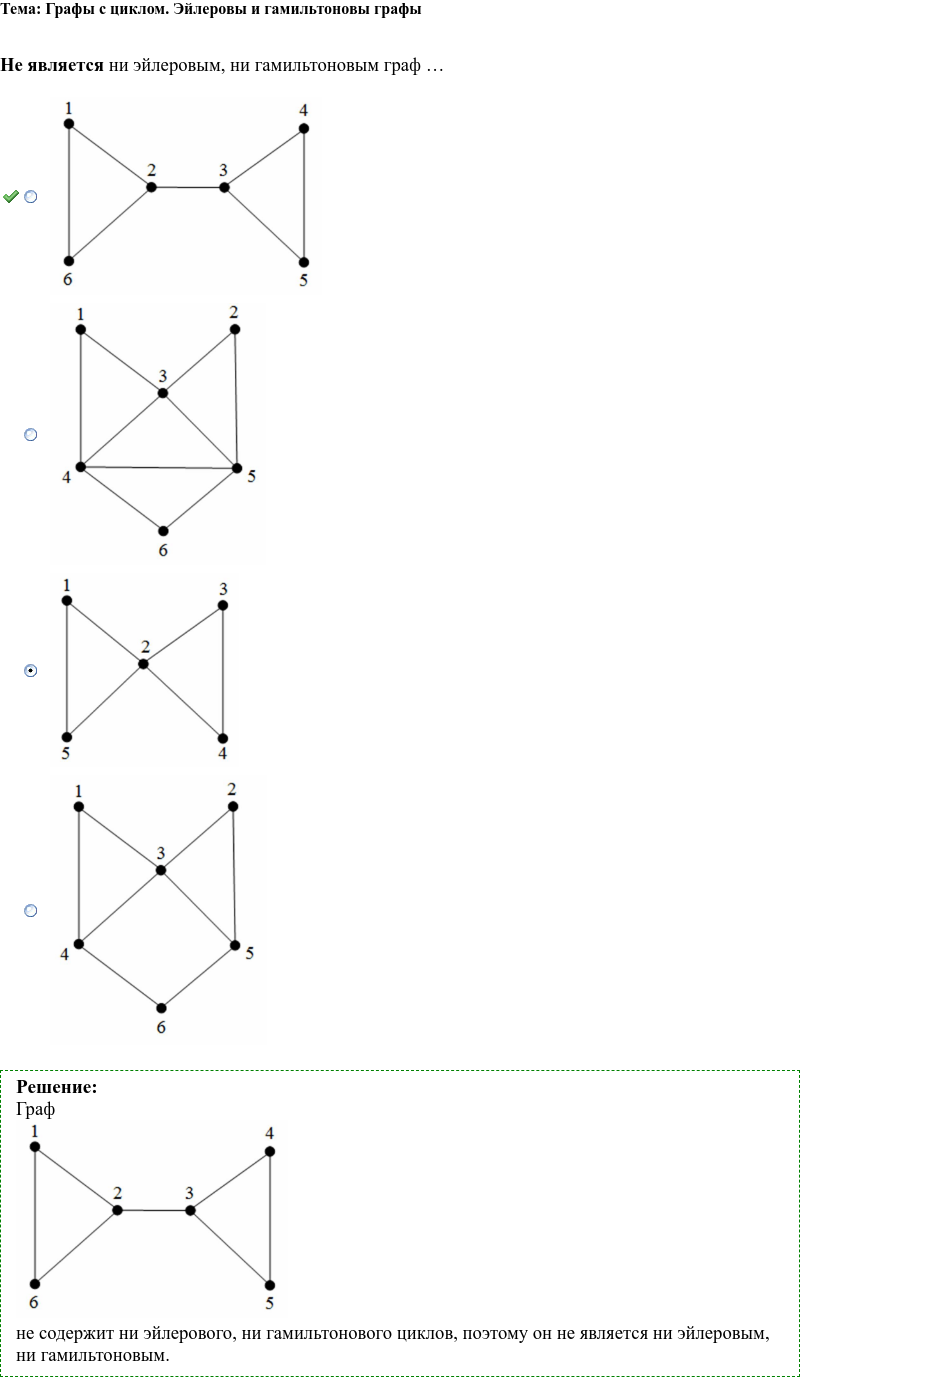 Тема: Графы с циклом. Эйлеровы и гамильтоновы графы
Не является ни эйлеровым, ни гамильтоновым граф …
1 4
2 3
6 5
1 2
3
4 5
6
1 3
2
5 4
1 2
3
4 5
6
Решение:
Граф
1 4
2 3
6 5
не содержит ни эйлерового, ни гамильтонового циклов, поэтому он не является ни эйлеровым,
ни гамильтоновым.